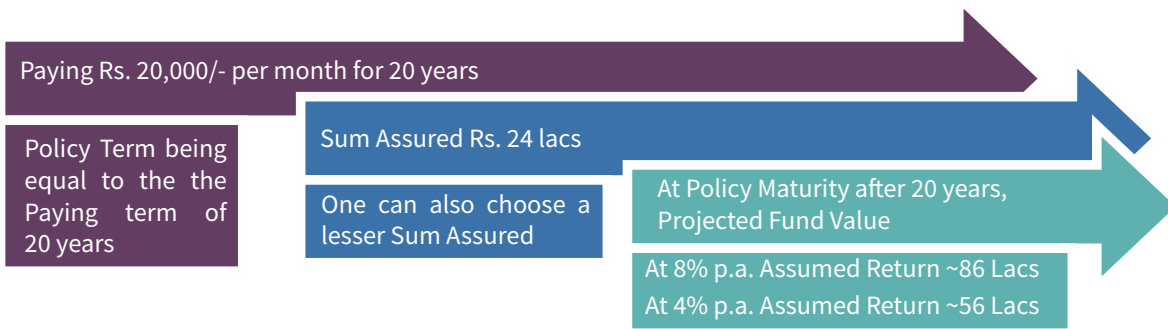 Paying Rs. 20,000/- per month for 20 years
Policy Term being
equal to the the
Paying term of
20 years
Sum Assured Rs. 24 lacs
One can also choose a
lesser Sum Assured
At Policy Maturity after 20 years,
Projected Fund Value
At 8% p.a. Assumed Return ~86 Lacs
At 4% p.a. Assumed Return ~56 Lacs